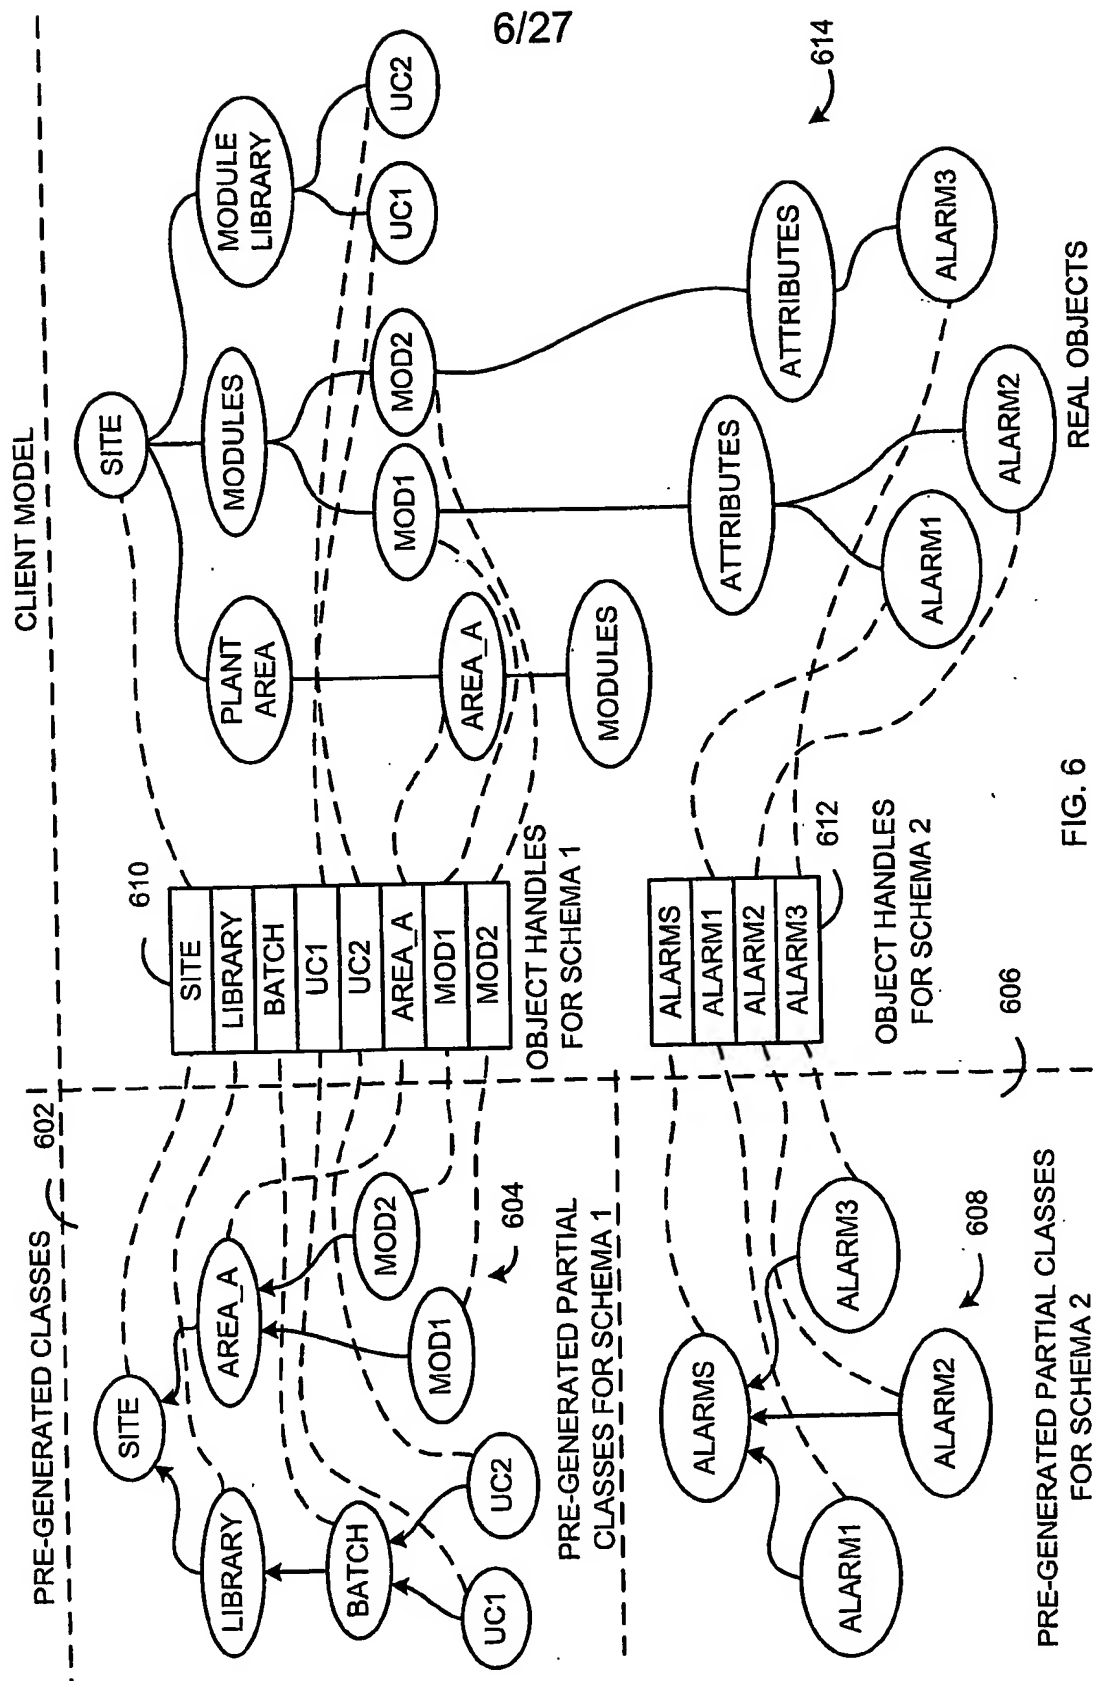 6/27
PRE-GENERATED CLASSES
602
CLIENT MODEL
SITE
LIBRARY
AREA_A
BATCH
MOD2
MOD1
UC1
UC2
604
PRE-GENERATED PARTIAL
CLASSES FOR SCHEMA 1
610
SITE
LIBRARY
BATCH
UC1
UC2
AREA_A
MOD1
MOD2
OBJECT HANDLES
FOR SCHEMA 1
SITE
PLANT
AREA
MODULES
MODULE
LIBRARY
MOD1
MOD2
UC1
UC2
AREA_A
MODULES
ATTRIBUTES
ATTRIBUTES
ALARM1
ALARM2
ALARM3
614
REAL OBJECTS
ALARMS
ALARM1
ALARM2
ALARM3
608
PRE-GENERATED PARTIAL CLASSES
FOR SCHEMA 2
ALARMS
ALARM1
ALARM2
ALARM3
612
OBJECT HANDLES
FOR SCHEMA 2
606
FIG. 6